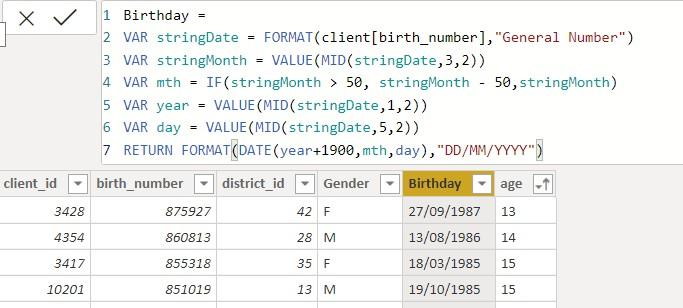 1 Birthday =
2 VAR stringDate = FORMAT(client[birth_number],"General Number")
3 VAR stringMonth = VALUE(MID(stringDate,3,2))
4 VAR mth = IF(stringMonth > 50, stringMonth - 50,stringMonth)
5 VAR year = VALUE(MID(stringDate,1,2))
6 VAR day = VALUE(MID(stringDate,5,2))
7 RETURN FORMAT(DATE(year+1900,mth,day),"DD/MM/YYYY")
client_id birth_number district_id Gender Birthday age
3428 875927 42 F 27/09/1987 13
4354 860813 28 M 13/08/1986 14
3417 855318 35 F 18/03/1985 15
10201 851019 13 M 19/10/1985 15